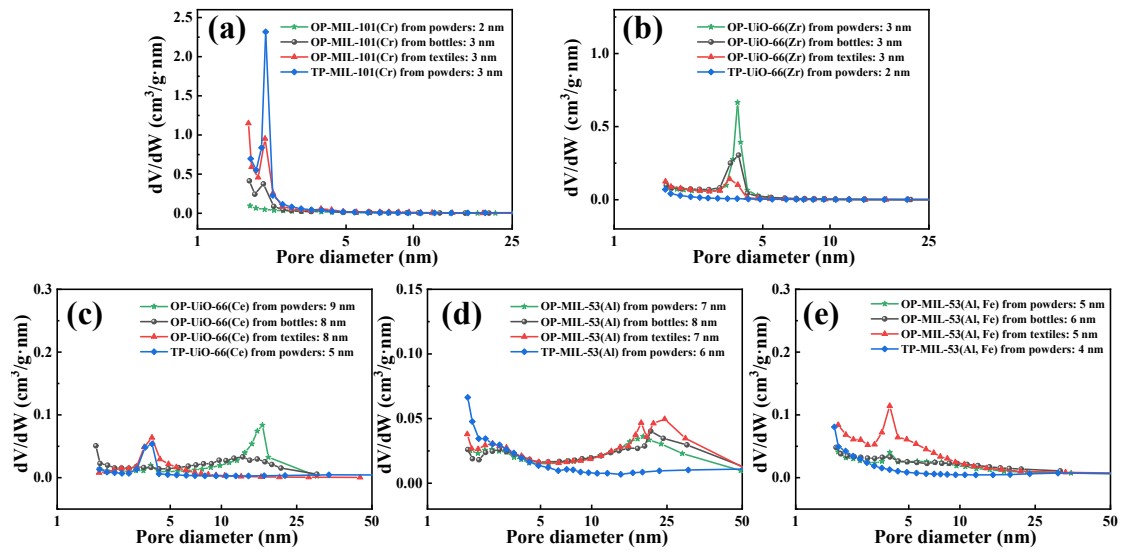 (a)
OP-MIL-101(Cr) from powders: 2 nm
OP-MIL-101(Cr) from bottles: 3 nm
OP-MIL-101(Cr) from textiles: 3 nm
TP-MIL-101(Cr) from powders: 3 nm
dV/dW (cm³/g·nm)
2.5
2.0
1.5
1.0
0.5
0.0
1 5 10 25
Pore diameter (nm)
(b)
OP-UiO-66(Zr) from powders: 3 nm
OP-UiO-66(Zr) from bottles: 3 nm
OP-UiO-66(Zr) from textiles: 3 nm
TP-UiO-66(Zr) from powders: 2 nm
dV/dW (cm³/g·nm)
1.0
0.5
0.0
1 5 10 25
Pore diameter (nm)
(c)
OP-UiO-66(Ce) from powders: 9 nm
OP-UiO-66(Ce) from bottles: 8 nm
OP-UiO-66(Ce) from textiles: 8 nm
TP-UiO-66(Ce) from powders: 5 nm
dV/dW (cm³/g·nm)
0.3
0.2
0.1
0.0
1 5 10 50
Pore diameter (nm)
(d)
OP-MIL-53(Al) from powders: 7 nm
OP-MIL-53(Al) from bottles: 8 nm
OP-MIL-53(Al) from textiles: 7 nm
TP-MIL-53(Al) from powders: 6 nm
dV/dW (cm³/g·nm)
0.15
0.10
0.05
0.00
1 5 10 50
Pore diameter (nm)
(e)
OP-MIL-53(Al, Fe) from powders: 5 nm
OP-MIL-53(Al, Fe) from bottles: 6 nm
OP-MIL-53(Al, Fe) from textiles: 5 nm
TP-MIL-53(Al, Fe) from powders: 4 nm
dV/dW (cm³/g·nm)
0.3
0.2
0.1
0.0
1 5 10 50
Pore diameter (nm)